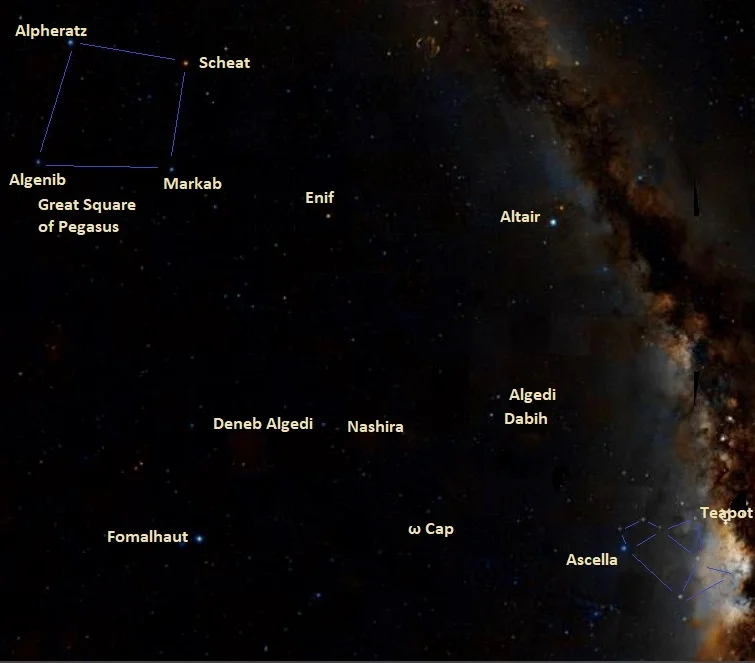 Alpheratz
Scheat
Algenib
Markab
Great Square
of Pegasus
Enif
Altair
Algedi
Dabih
Deneb Algedi
Nashira
Teapot
ω Cap
Fomalhaut
Ascella